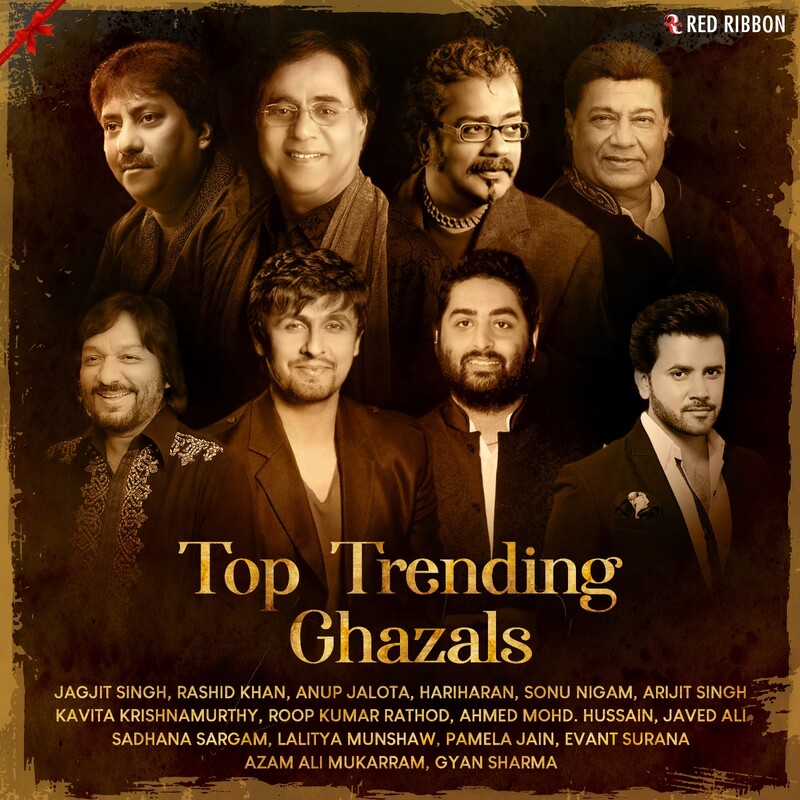 RED RIBBON
Top Trending
Ghazals
JAGJIT SINGH, RASHID KHAN, ANUP JALOTA, HARIHARAN, SONU NIGAM, ARIJIT SINGH
KAVITA KRISHNAMURTHY, ROOP KUMAR RATHOD, AHMED MOHD. HUSSAIN, JAVED ALI,
SADHANA SARGAM, LALITYA MUNSHAW, PAMELA JAIN, EVANT SURANA
AZAM ALI MUKARRAM, GYAN SHARMA